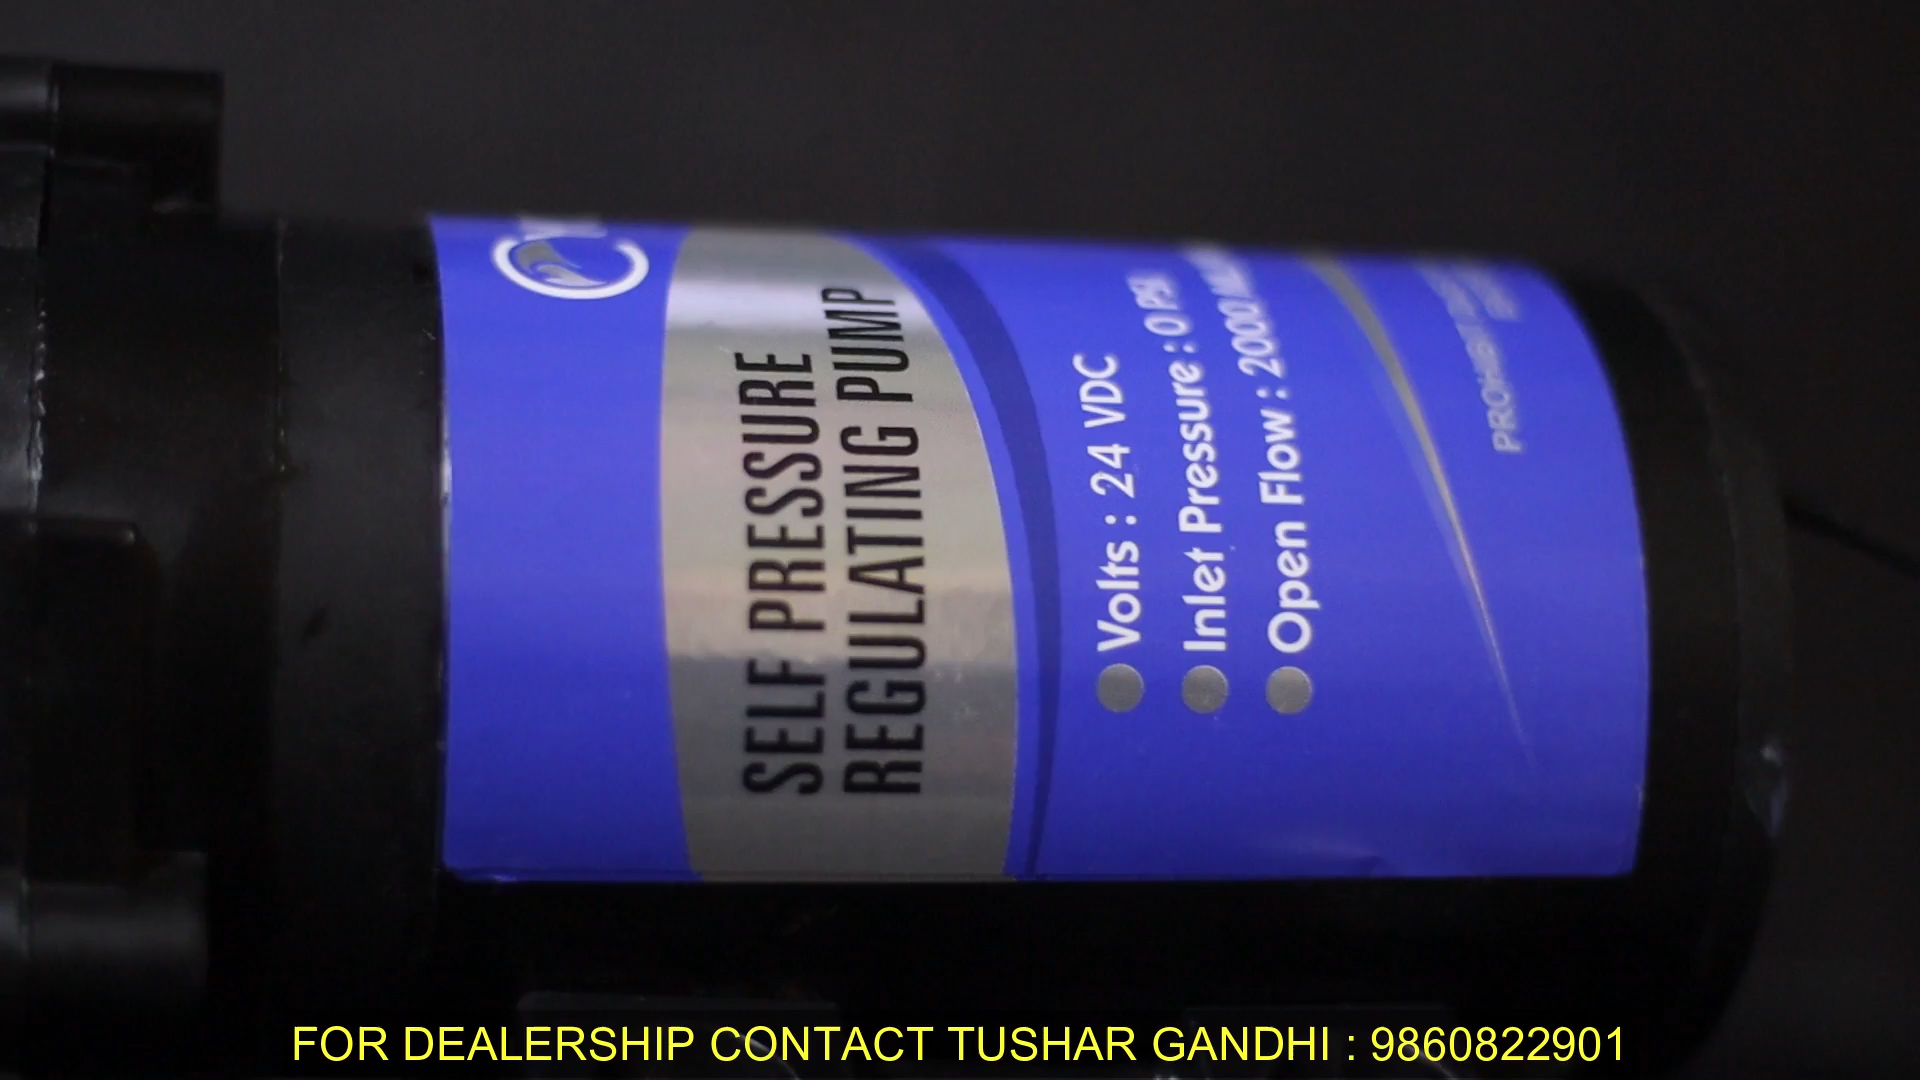 SELF PRESSURE
REGULATING PUMP
Volts : 24 VDC
Inlet Pressure : 0 PSI
Open Flow : 2000
FOR DEALERSHIP CONTACT TUSHAR GANDHI : 9860822901